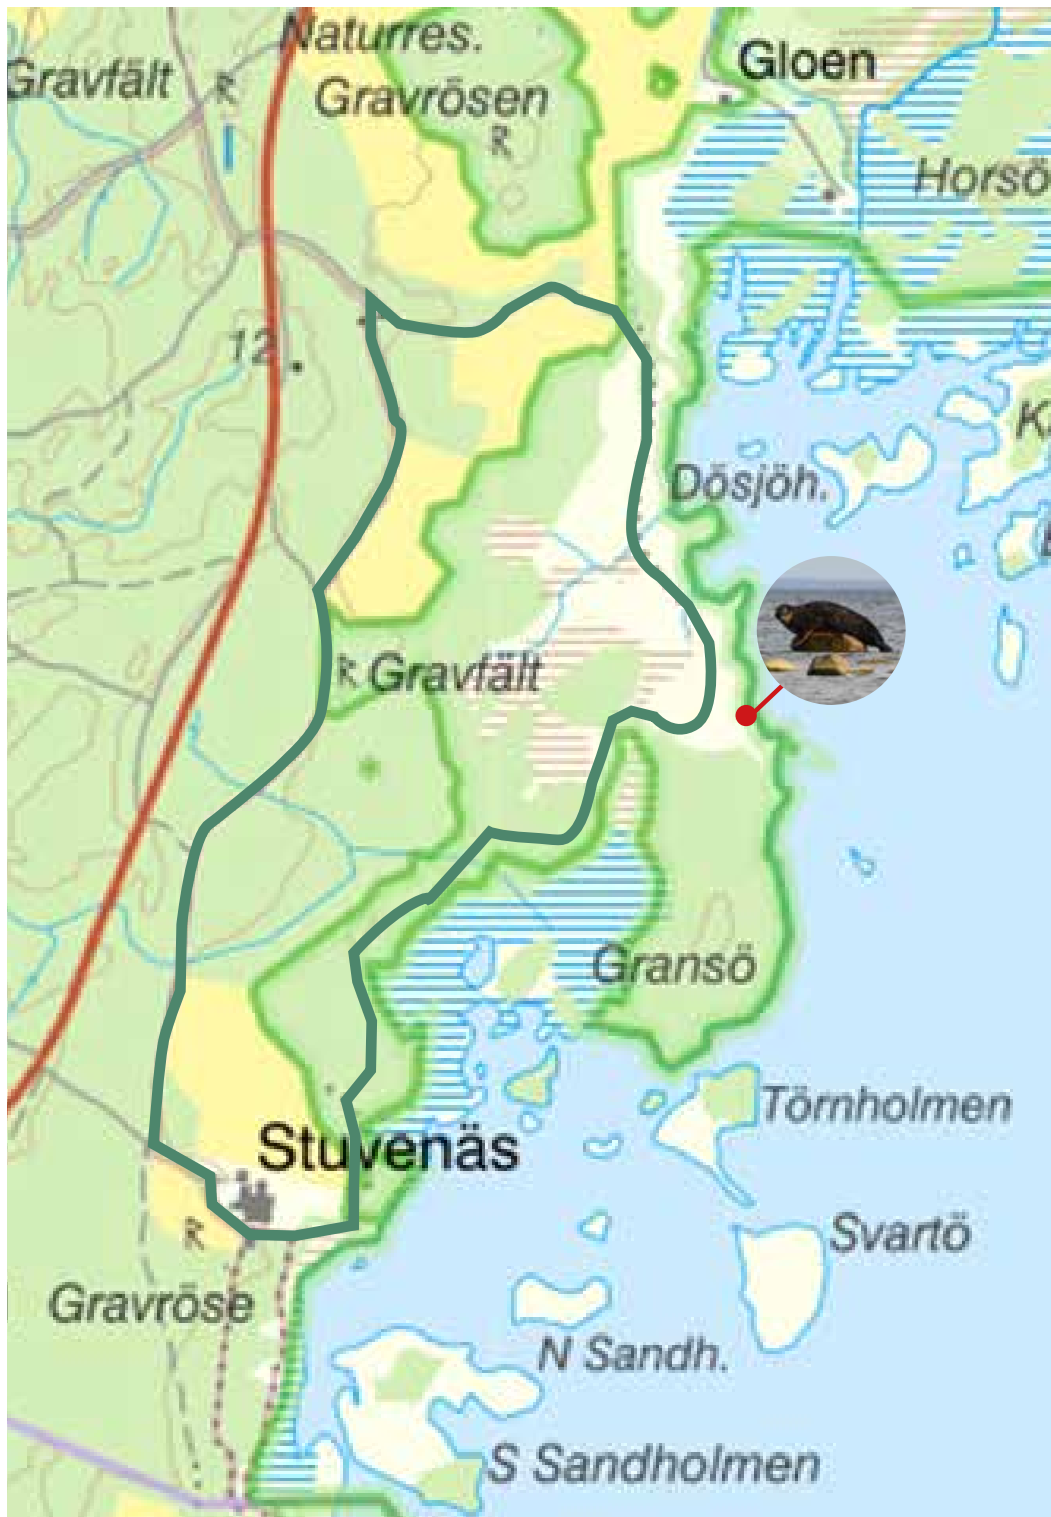 Naturres.
Gloen
Gravfält
R
Gravrösen
R
Horsö
12
Dösjöh.
R Gravfält
Gransö
Törnholmen
Stuvenäs
R
Svartö
Gravröse
N Sandh.
S Sandholmen